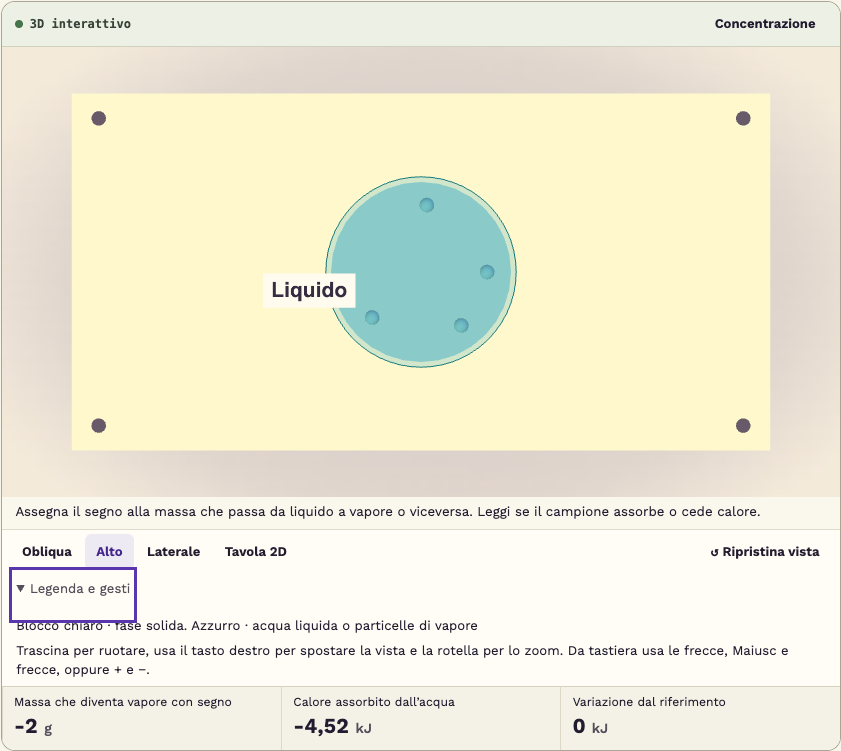 3D interattivo
Concentrazione
Liquido
Assegna il segno alla massa che passa da liquido a vapore o viceversa. Leggi se il campione assorbe o cede calore.
Obliqua
Alto
Laterale
Tavola 2D
↺ Ripristina vista
▼ Legenda e gesti
Blocco chiaro · fase solida. Azzurro · acqua liquida o particelle di vapore
Trascina per ruotare, usa il tasto destro per spostare la vista e la rotella per lo zoom. Da tastiera usa le frecce, Maiusc e
frecce, oppure + e −.
Massa che diventa vapore con segno
-2 g
Calore assorbito dall’acqua
-4,52 kJ
Variazione dal riferimento
0 kJ